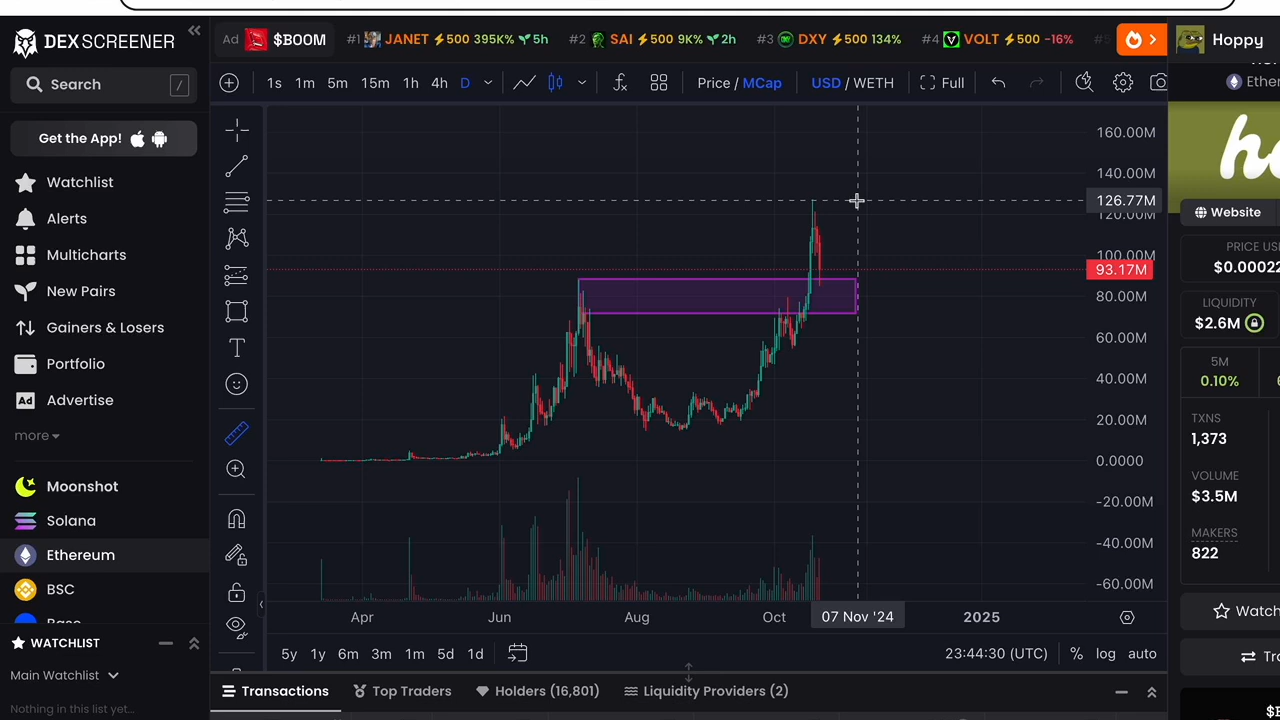 DEX SCREENER
Search /
Get the App!
Watchlist
Alerts
Multicharts
New Pairs
Gainers & Losers
Portfolio
Ad Advertise
more
Moonshot
Solana
Ethereum
BSC
WATCHLIST
Main Watchlist
Nothing in this list yet...
Ad $BOOM #1 JANET ⚡500 395K% 5h #2 SAI ⚡500 9K% 2h #3 DXY ⚡500 134% #4 VOLT ⚡500 -16%
1s 1m 5m 15m 1h 4h D Price / MCap USD / WETH Full
160.00M
140.00M
126.77M
120.00M
100.00M
93.17M
80.00M
60.00M
40.00M
20.00M
0.0000
-20.00M
-40.00M
-60.00M
Apr Jun Aug Oct 07 Nov '24 2025
5y 1y 6m 3m 1m 5d 1d 23:44:30 (UTC) % log auto
Transactions Top Traders Holders (16,801) Liquidity Providers (2)
Hoppy
Website
PRICE USD
$0.00022
LIQUIDITY
$2.6M
5M
0.10%
TXNS
1,373
VOLUME
$3.5M
MAKERS
822